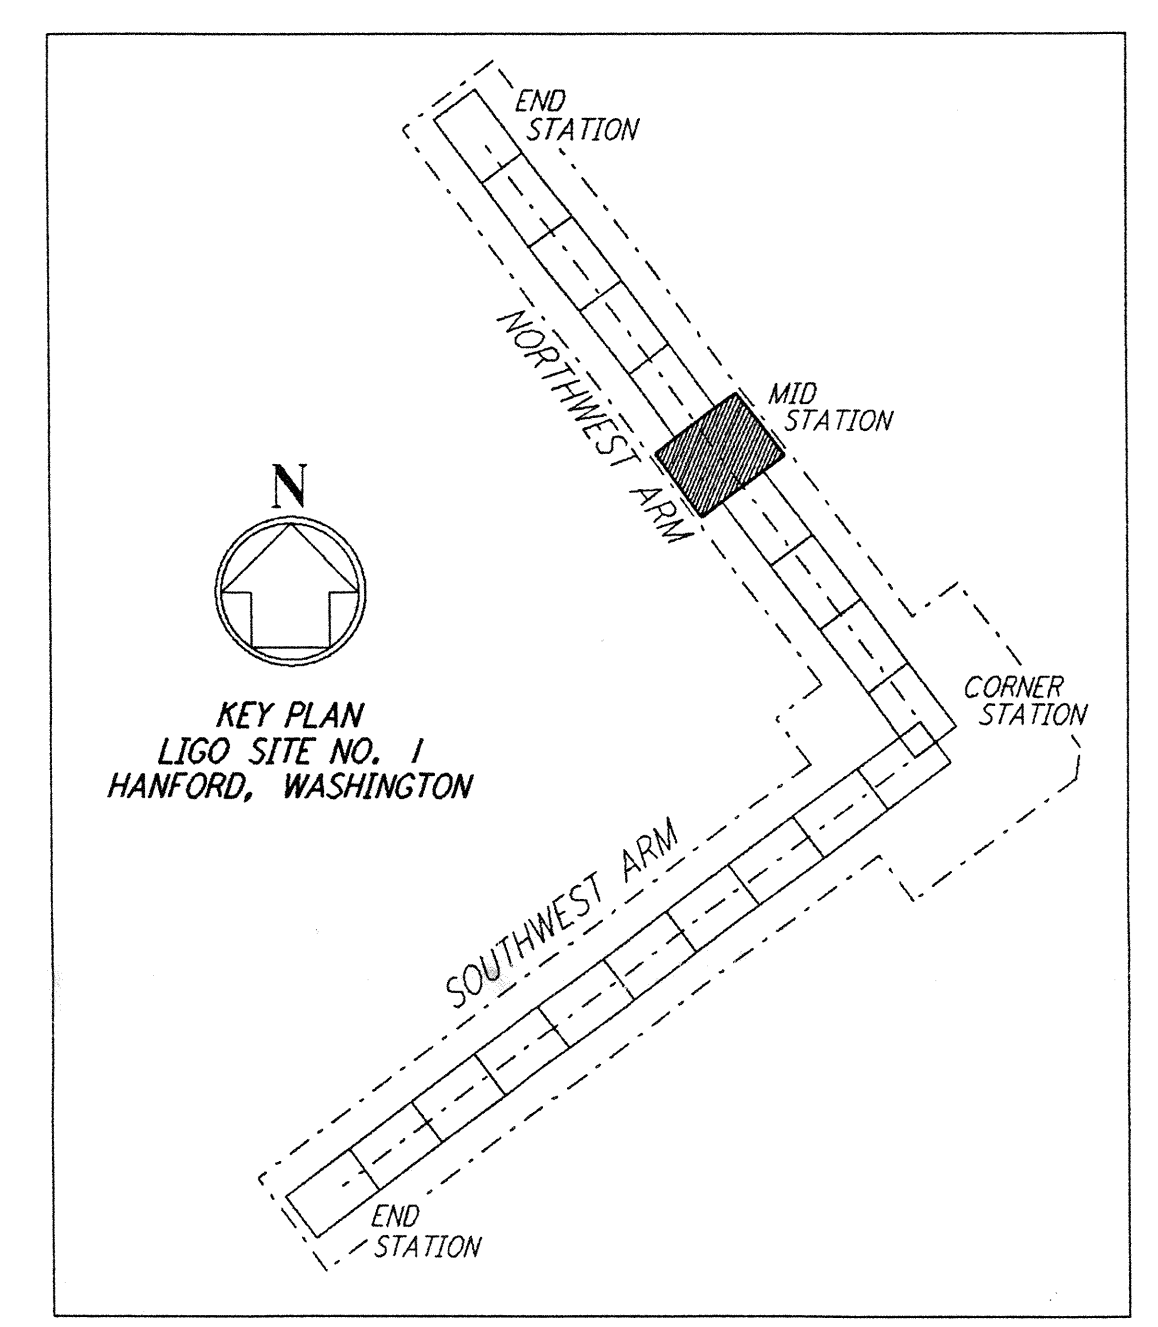 END
STATION
NORTHWEST ARM
MID
STATION
N
CORNER
STATION
KEY PLAN
LIGO SITE NO. 1
HANFORD, WASHINGTON
SOUTHWEST ARM
END
STATION